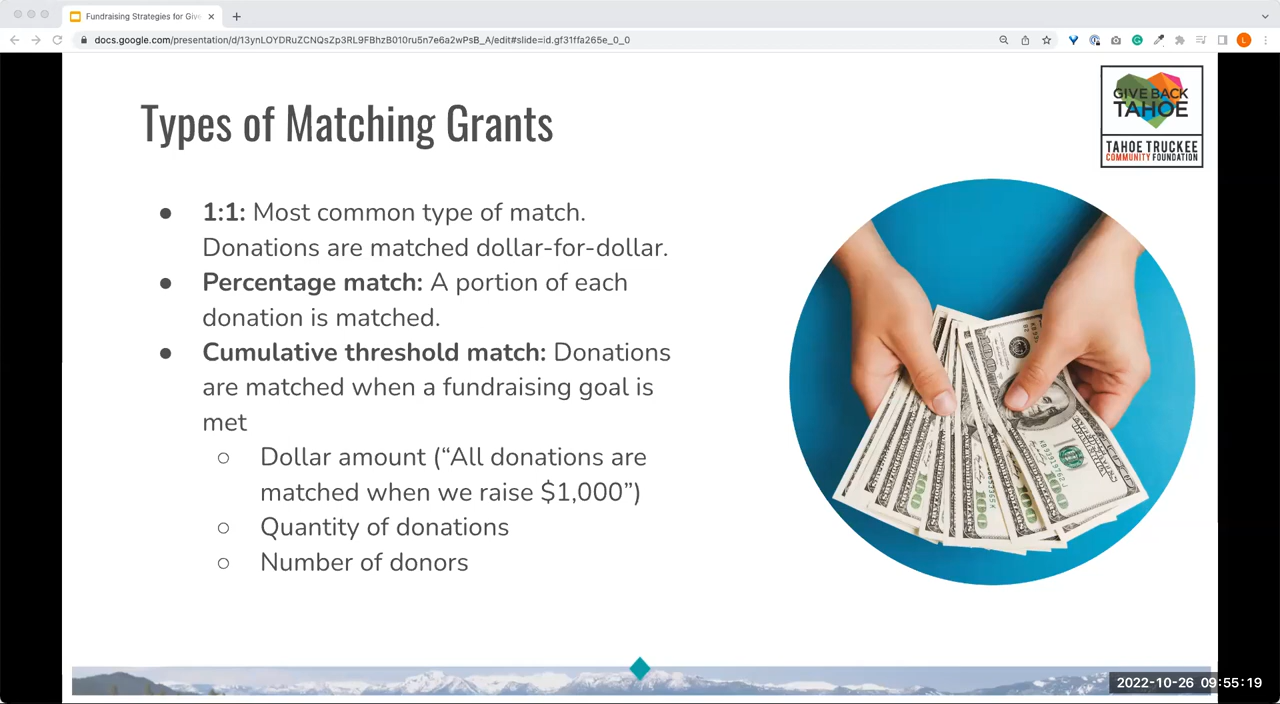 Fundraising Strategies for Give
docs.google.com/presentation/d/13ynLOYDRuZCNQsZp3RL9FBhzB010ru5n7e6a2wPsB_A/edit#slide=id.gf31ffa265e_0_0
L
GIVE BACK
TAHOE
TAHOE TRUCKEE
COMMUNITY FOUNDATION
Types of Matching Grants
● 1:1: Most common type of match.
Donations are matched dollar-for-dollar.
● Percentage match: A portion of each
donation is matched.
● Cumulative threshold match: Donations
are matched when a fundraising goal is
met
○ Dollar amount (“All donations are
matched when we raise $1,000”)
○ Quantity of donations
○ Number of donors
100
100
100
2022-10-26 09:55:19